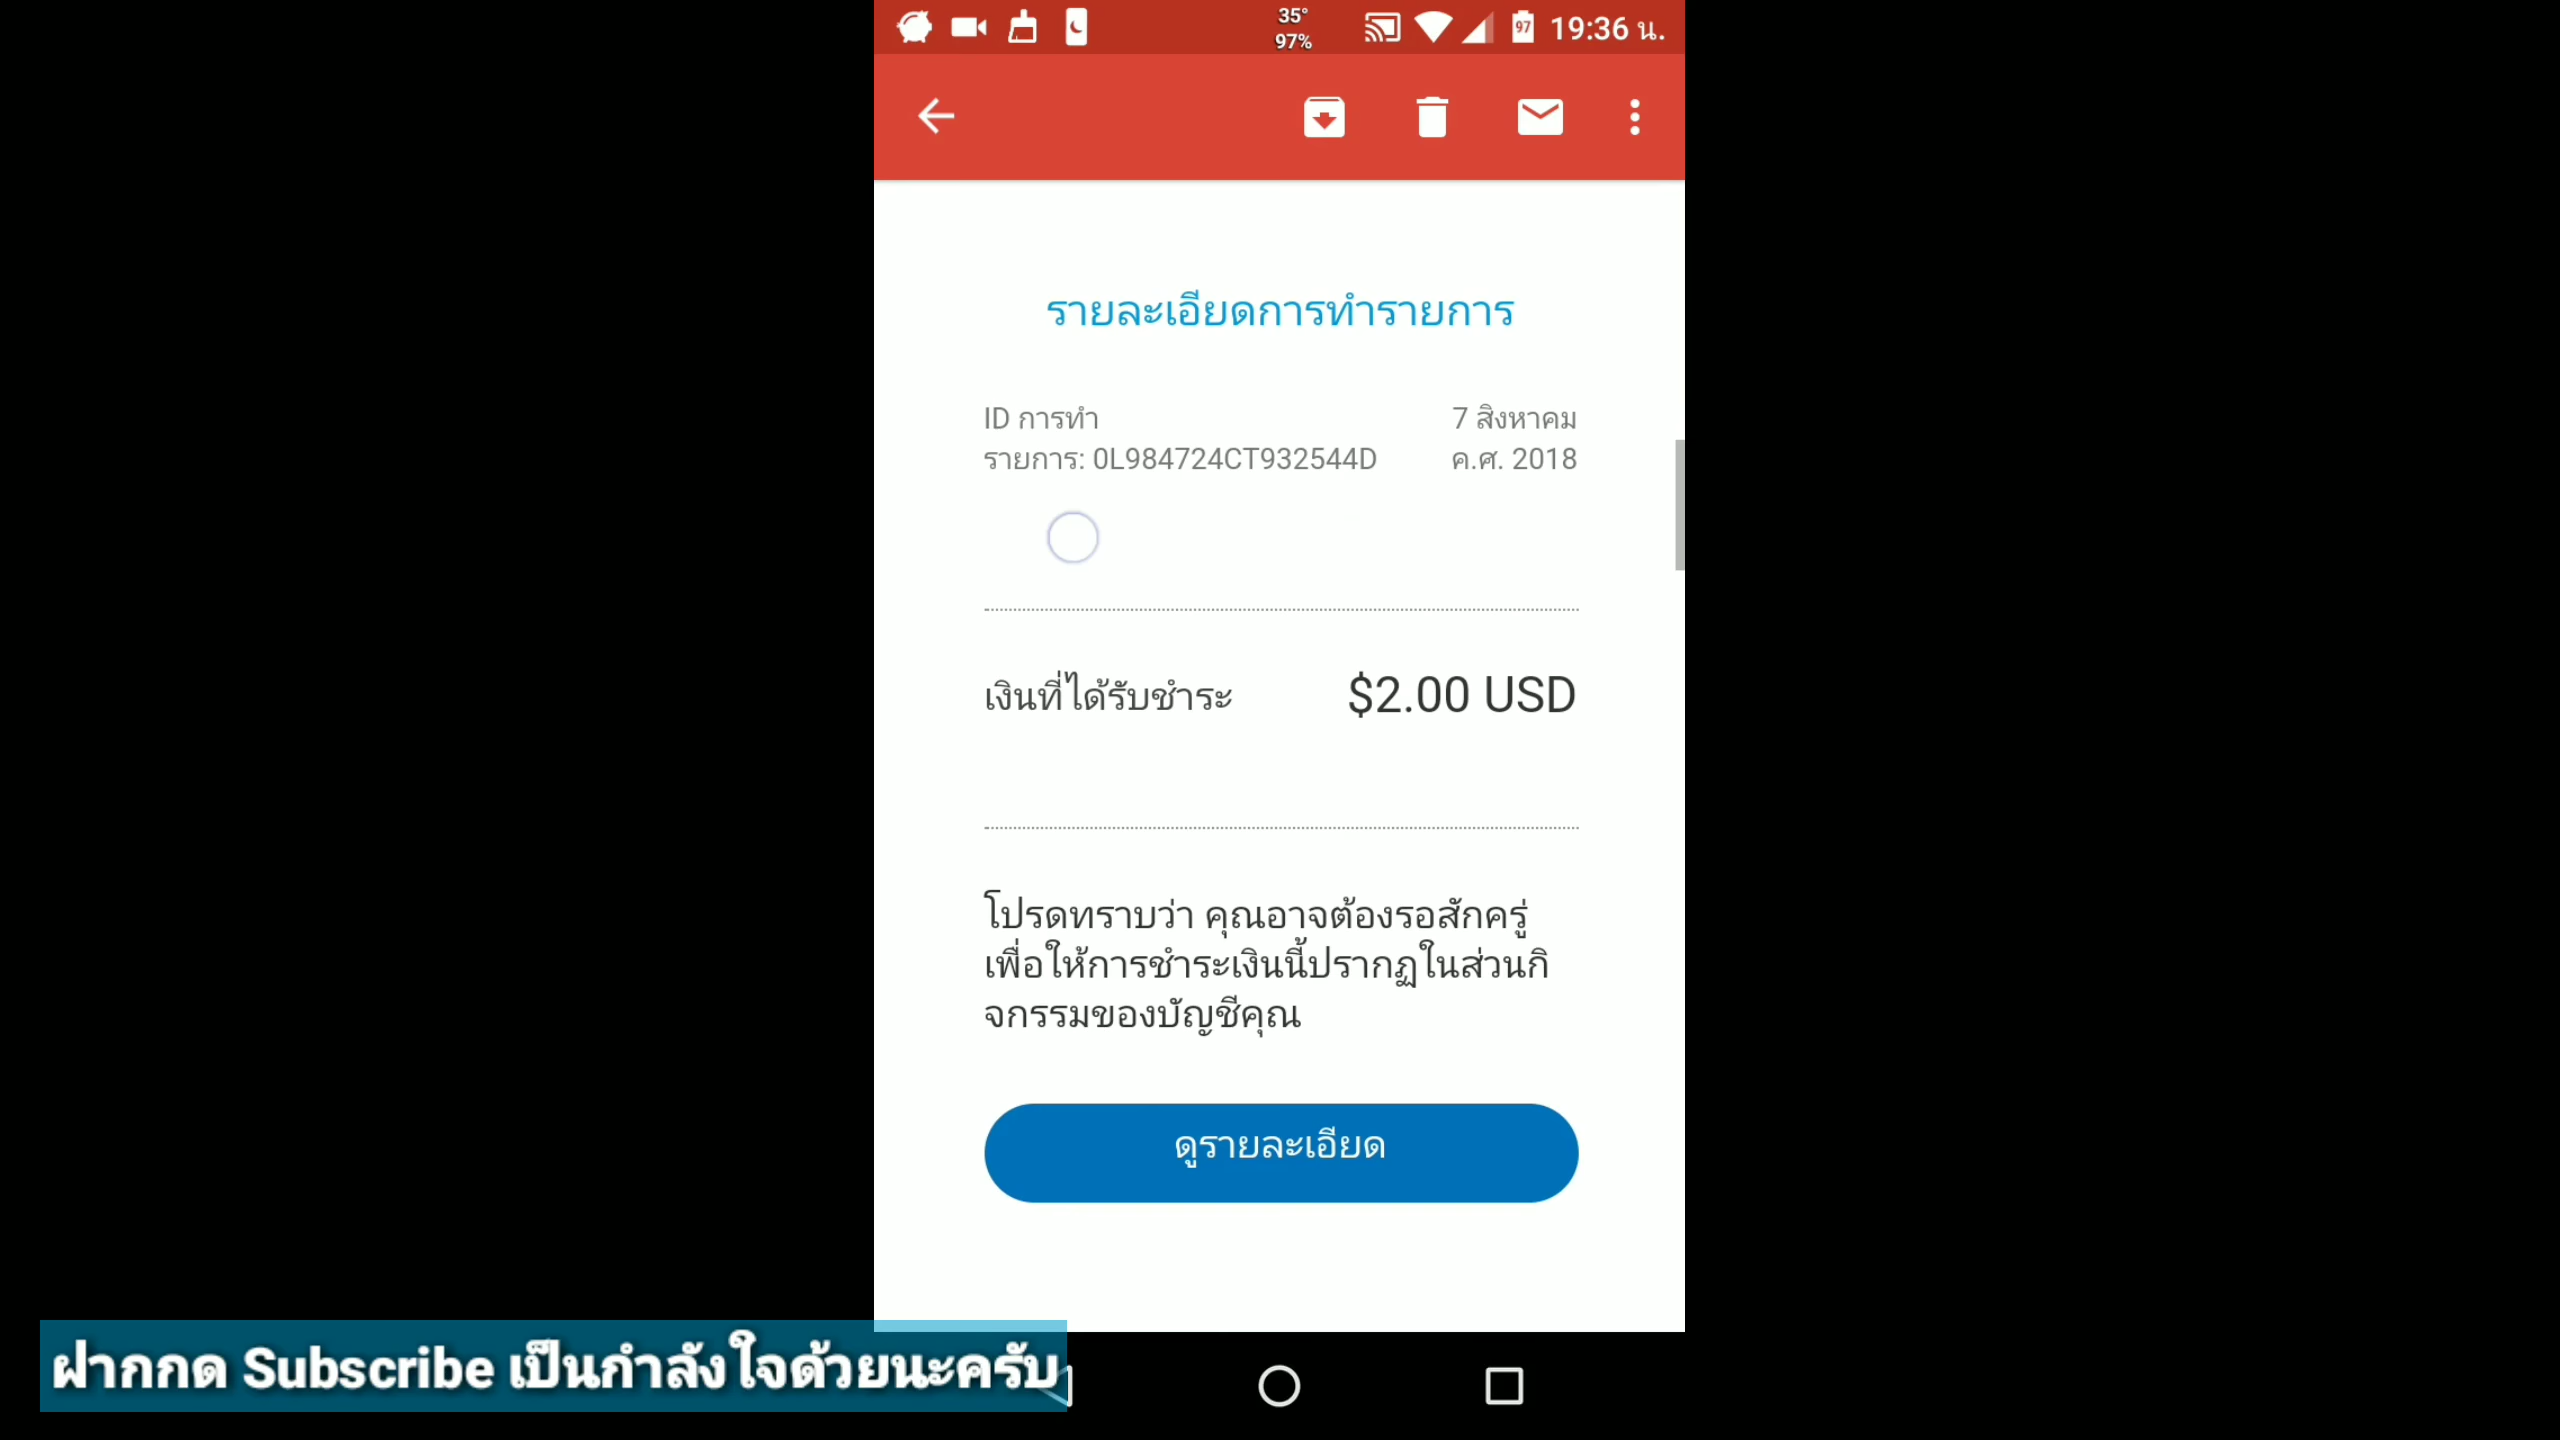 35°
97%
97
19:36 น.
รายละเอียดการทำรายการ
ID การทำ
รายการ: 0L984724CT932544D
7 สิงหาคม
ค.ศ. 2018
เงินที่ได้รับชำระ
$2.00 USD
โปรดทราบว่า คุณอาจต้องรอสักครู่
เพื่อให้การชำระเงินนี้ปรากฏในส่วนกิ
จกรรมของบัญชีคุณ
ดูรายละเอียด
ฝากกด Subscribe เป็นกำลังใจด้วยนะครับ